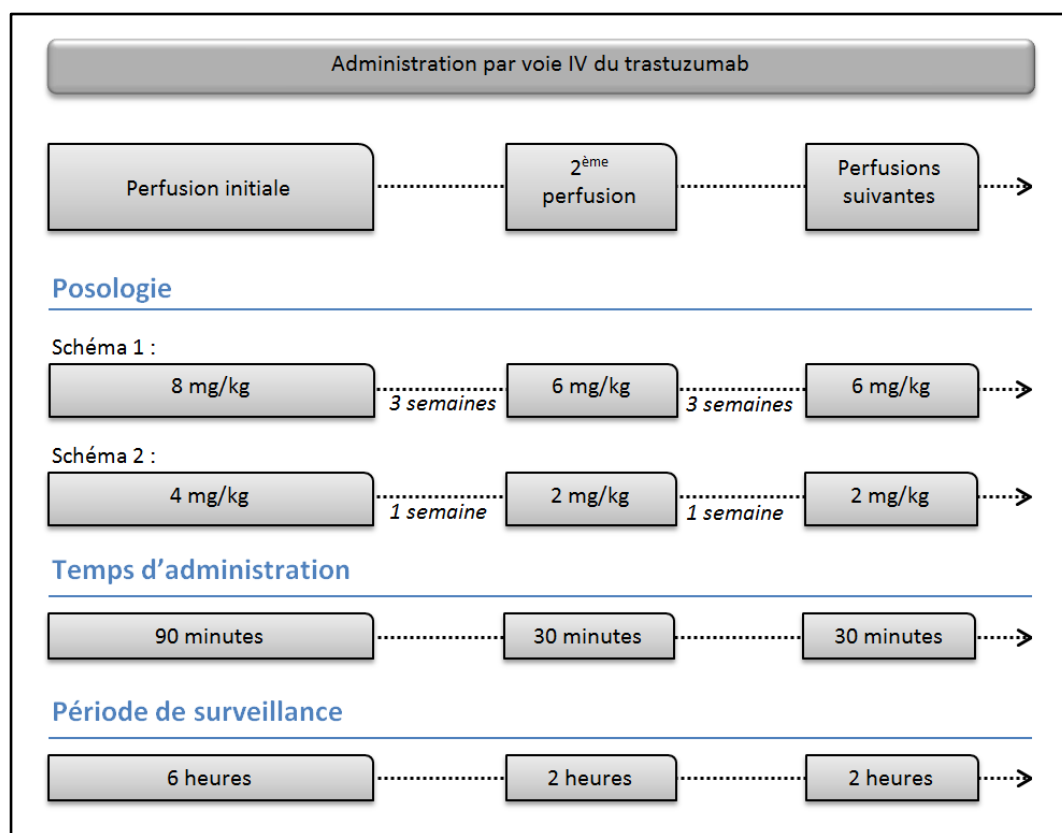 Administration par voie IV du trastuzumab
Perfusion initiale
2ème
perfusion
Perfusions
suivantes
Posologie
Schéma 1 :
8 mg/kg
3 semaines
6 mg/kg
3 semaines
6 mg/kg
Schéma 2 :
4 mg/kg
1 semaine
2 mg/kg
1 semaine
2 mg/kg
Temps d’administration
90 minutes
30 minutes
30 minutes
Période de surveillance
6 heures
2 heures
2 heures